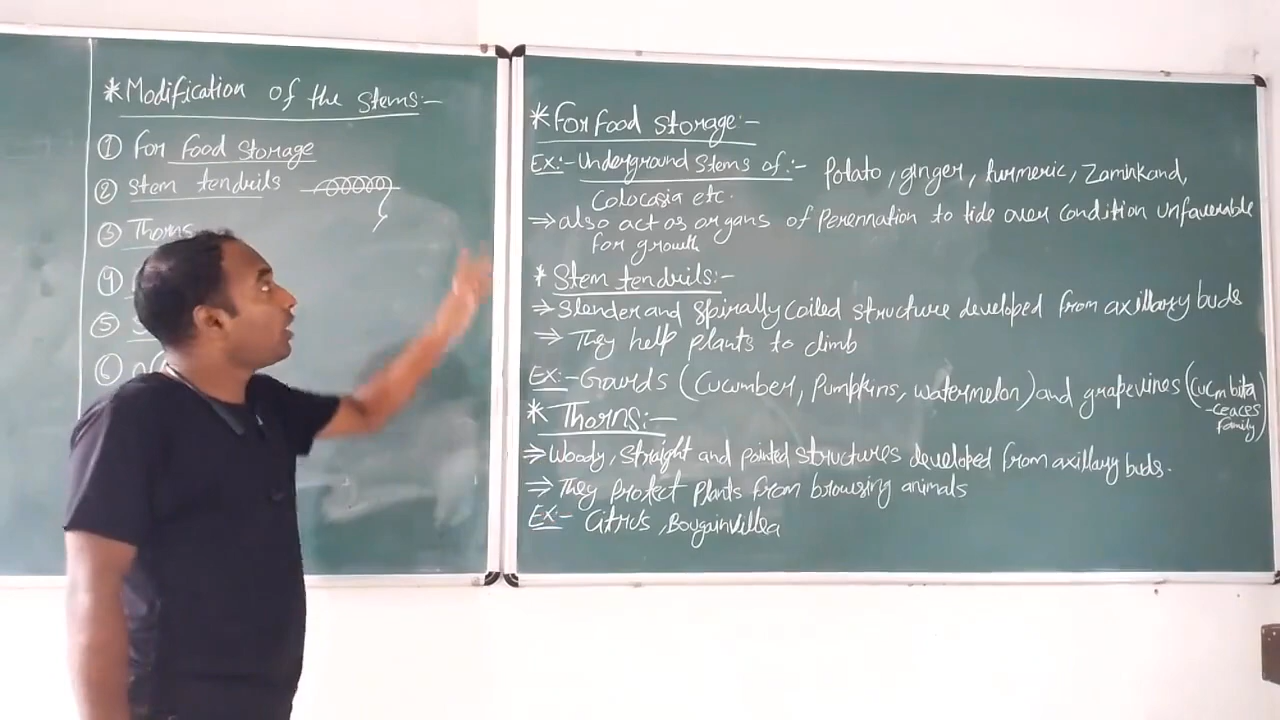 *Modification of the Stems:-
① For Food Storage
② Stem tendrils
③ Thorns
④
⑤ S
⑥
*For Food Storage:-
Ex:- Underground Stems of:- Potato, ginger, turmeric, Zaminkand,
Colocasia etc.
⇒ also act as organs of Perennation to tide over condition unfavorable
for growth
* Stem tendrils:-
⇒ Slender and Spirally Coiled structure developed from axillary buds
⇒ They help plants to climb
Ex:- Gourds (Cucumber, Pumpkins, watermelon) and grapevines (Cucmbita
-ceaces
family)
* Thorns:-
⇒ Woody, Straight and pointed structures developed from axillary buds.
⇒ They protect plants from browsing animals
Ex:- Citrus, Bougainvillea